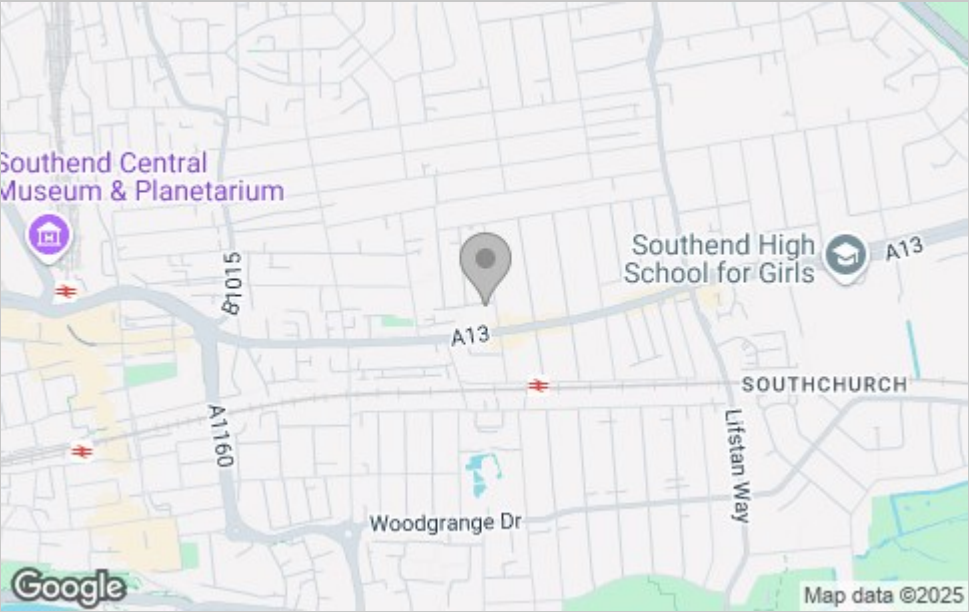 Southend Central
Museum & Planetarium
B1015
Southend High
School for Girls
A13
A13
SOUTHCHURCH
A1160
Lifstan Way
Woodgrange Dr
Google
Map data ©2025